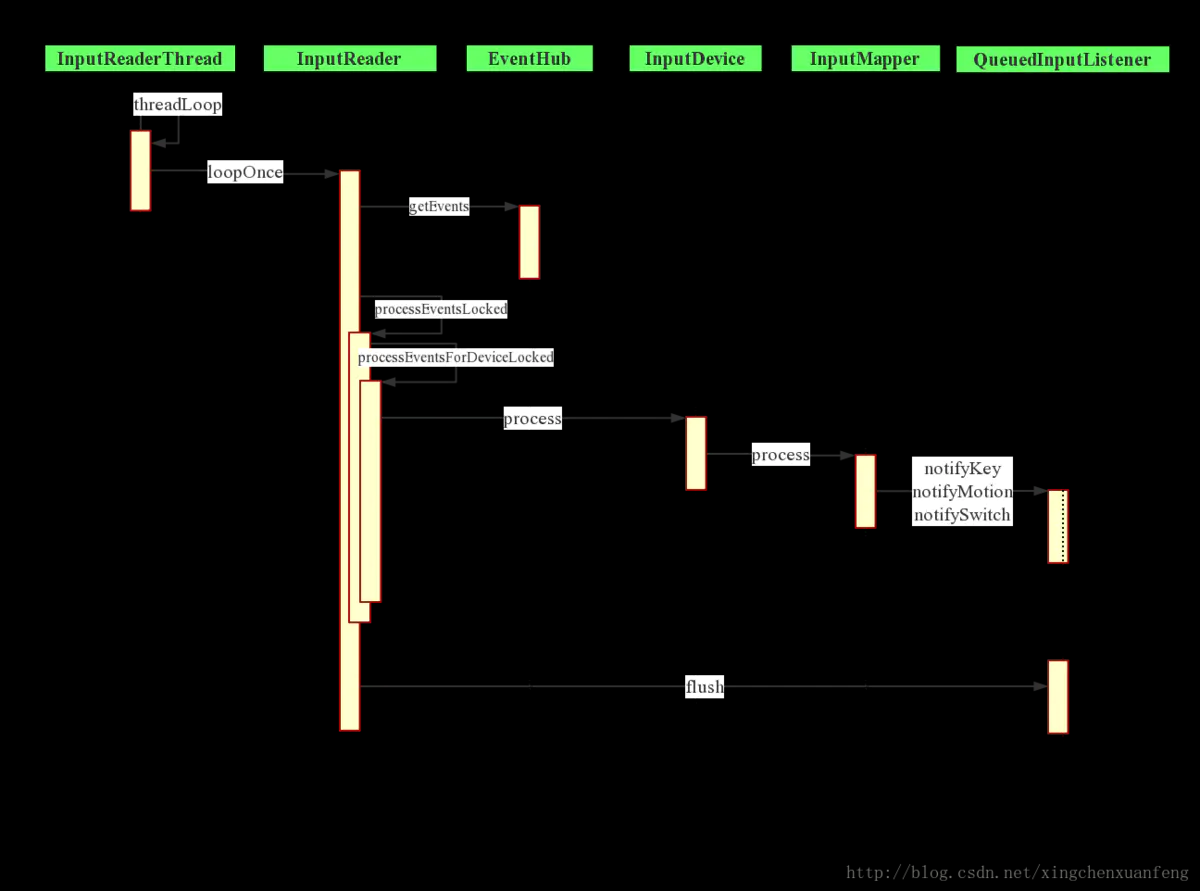 InputReaderThread
InputReader
EventHub
InputDevice
InputMapper
QueuedInputListener
threadLoop
loopOnce
getEvents
processEventsLocked
processEventsForDeviceLocked
process
process
notifyKey
notifyMotion
notifySwitch
flush
http://blog.csdn.net/xingchenxuanfeng